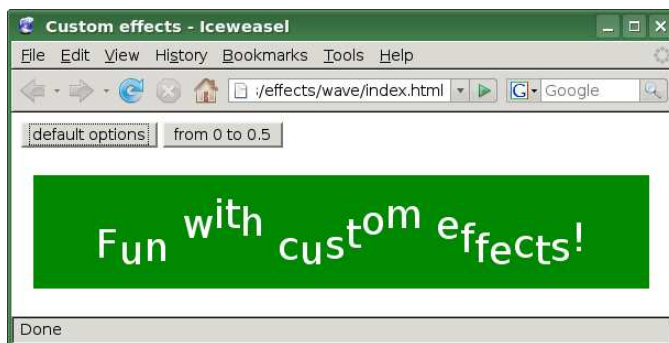 Custom effects - Iceweasel
File Edit View History Bookmarks Tools Help
:/effects/wave/index.html G Google
default options from 0 to 0.5
Fun with custom effects!
Done